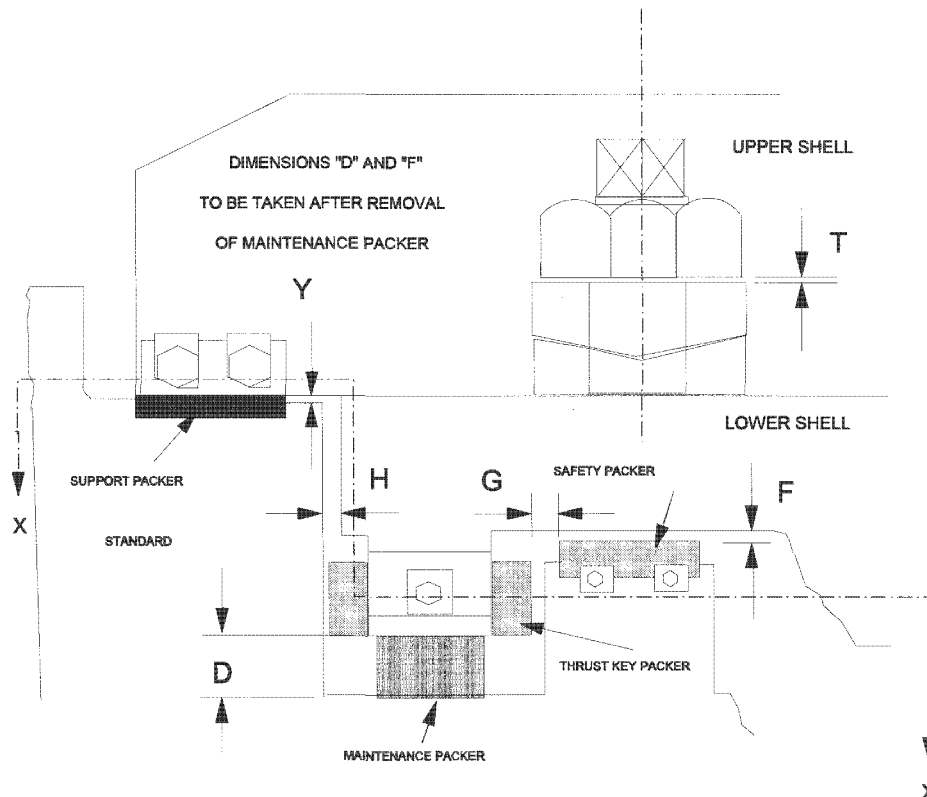 UPPER SHELL
DIMENSIONS "D" AND "F"
TO BE TAKEN AFTER REMOVAL
OF MAINTENANCE PACKER
T
Y
LOWER SHELL
SUPPORT PACKER
H
G
SAFETY PACKER
F
X
STANDARD
D
THRUST KEY PACKER
MAINTENANCE PACKER
X